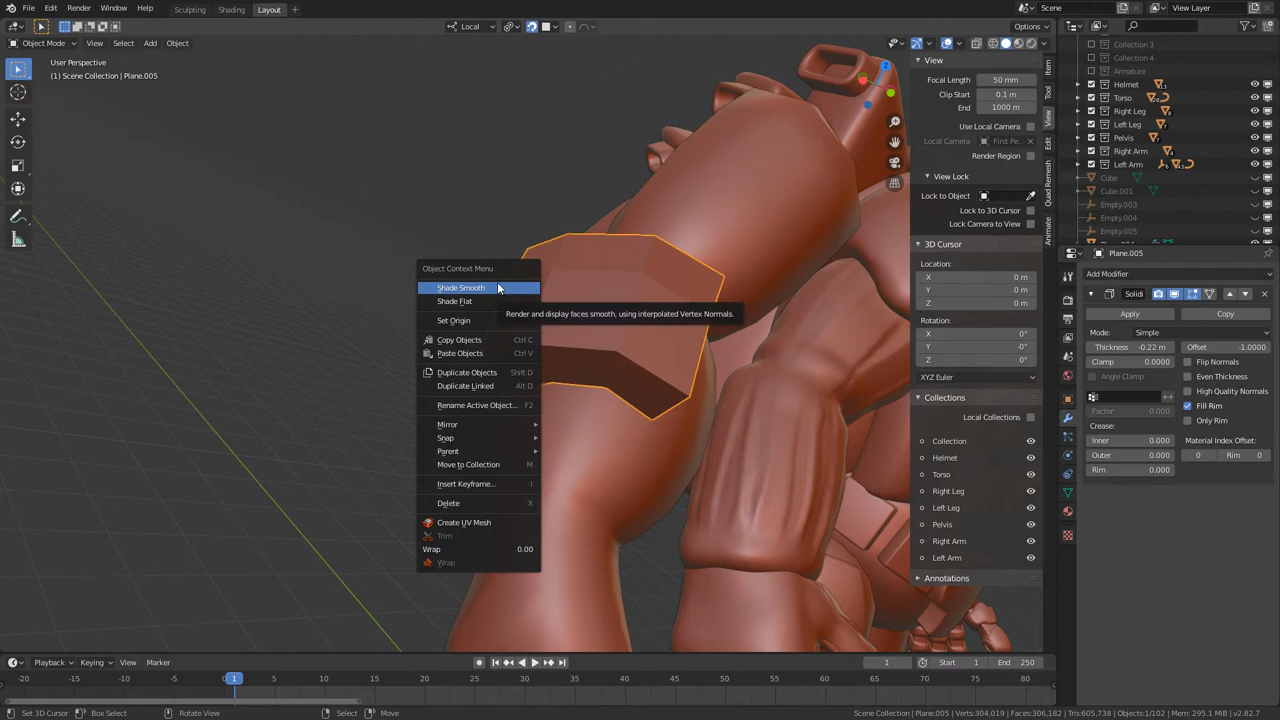 File Edit Render Window Help Sculpting Shading Layout + Scene View Layer
Local Options
Object Mode View Select Add Object
User Perspective
(1) Scene Collection | Plane.005
Z
Object Context Menu
Shade Smooth
Shade Flat
Set Origin
Copy Objects Ctrl C
Paste Objects Ctrl V
Duplicate Objects Shift D
Duplicate Linked Alt D
Rename Active Object... F2
Mirror
Snap
Parent
Move to Collection M
Insert Keyframe... I
Delete X
Create UV Mesh
Trim
Wrap 0.00
Wrap
Render and display faces smooth, using interpolated Vertex Normals.
View
Focal Length 50 mm
Clip Start 0.1 m
End 1000 m
Use Local Camera
Local Camera First Pe..
Render Region
View Lock
Lock to Object
Lock to 3D Cursor
Lock Camera to View
3D Cursor
Location:
X 0 m
Y 0 m
Z 0 m
Rotation:
X 0°
Y -0°
Z 0°
XYZ Euler
Collections
Local Collections
Collection
Helmet
Torso
Right Leg
Left Leg
Pelvis
Right Arm
Left Arm
Annotations
Item
Tool
View
Edit
Quad Remesh
Animate
Collection 3
Collection 4
Armature
Helmet
Torso
Right Leg
Left Leg
Pelvis
Right Arm
Left Arm
Cube
Cube.001
Empty.003
Empty.004
Empty.005
Plane.005
Add Modifier
Solidi
Apply Copy
Mode: Simple
Thickness -0.22 m Offset -1.0000
Clamp 0.0000 Flip Normals
Angle Clamp Even Thickness
High Quality Normals
Factor 0.000 Fill Rim
Crease: Only Rim
Inner 0.000 Material Index Offset:
Outer 0.000 0 Rim 0
Rim 0.000
Playback Keying View Marker 1 Start 1 End 250
-20 -15 -10 -5 0 1 5 10 15 20 25 30 35 40 45 50 55 60 65 70 75 80
Set 3D Cursor Box Select Rotate View Select Move Scene Collection | Plane.005 | Verts:304,019 | Faces:306,182 | Tris:605,738 | Objects:1/102 | Mem: 295.1 MiB | v2.82.7